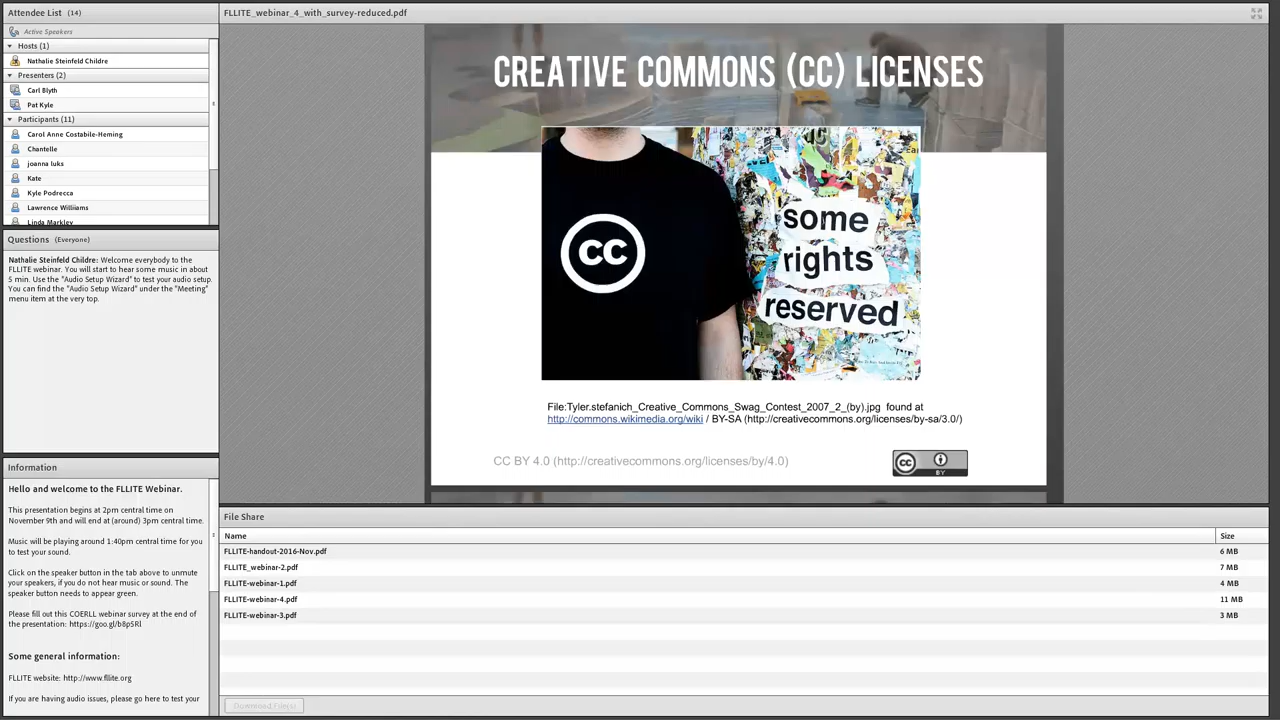 Attendee List (14)
Active Speakers
Hosts (1)
Nathalie Steinfeld Childre
Presenters (2)
Carl Blyth
Pat Kyle
Participants (11)
Carol Anne Costabile-Heming
Chantelle
joanna luks
Kate
Kyle Podrecca
Lawrence Williiams
Linda Markley
Questions (Everyone)
Nathalie Steinfeld Childre: Welcome everybody to the
FLLITE webinar. You will start to hear some music in about
5 min. Use the "Audio Setup Wizard" to test your audio setup.
You can find the "Audio Setup Wizard" under the "Meeting"
menu item at the very top.
Information
Hello and welcome to the FLLITE Webinar.
This presentation begins at 2pm central time on
November 9th and will end at (around) 3pm central time.
Music will be playing around 1:40pm central time for you
to test your sound.
Click on the speaker button in the tab above to unmute
your speakers, if you do not hear music or sound. The
speaker button needs to appear green.
Please fill out this COERLL webinar survey at the end of
the presentation: https://goo.gl/b8p5Rl
Some general information:
FLLITE website: http://www.fllite.org
If you are having audio issues, please go here to test your
FLLITE_webinar_4_with_survey-reduced.pdf
CREATIVE COMMONS (CC) LICENSES
cc
some
rights
reserved
File:Tyler.stefanich_Creative_Commons_Swag_Contest_2007_2_(by).jpg found at
http://commons.wikimedia.org/wiki / BY-SA (http://creativecommons.org/licenses/by-sa/3.0/)
CC BY 4.0 (http://creativecommons.org/licenses/by/4.0)
cc BY
File Share
Name Size
FLLITE-handout-2016-Nov.pdf 6 MB
FLLITE_webinar-2.pdf 7 MB
FLLITE-webinar-1.pdf 4 MB
FLLITE-webinar-4.pdf 11 MB
FLLITE-webinar-3.pdf 3 MB
Download File(s)